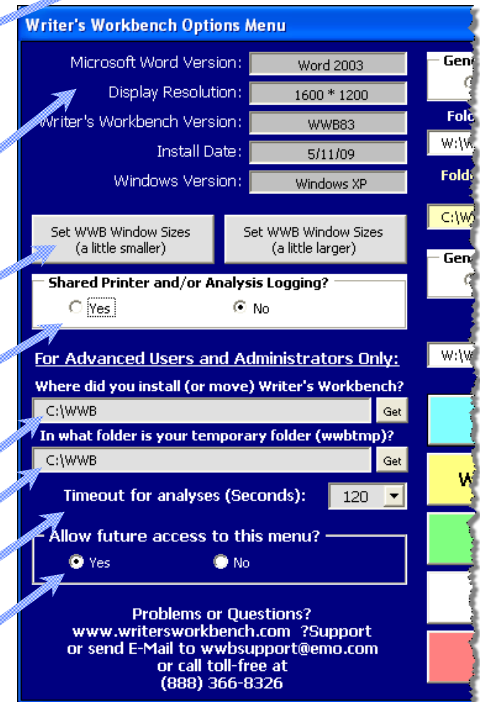 Writer's Workbench Options Menu
Microsoft Word Version: Word 2003
Display Resolution: 1600 * 1200
Writer's Workbench Version: WWB83
Install Date: 5/11/09
Windows Version: Windows XP
Set WWB Window Sizes
(a little smaller)
Set WWB Window Sizes
(a little larger)
Shared Printer and/or Analysis Logging?
Yes No
For Advanced Users and Administrators Only:
Where did you install (or move) Writer's Workbench?
C:\WWB Get
In what folder is your temporary folder (wwbtmp)?
C:\WWB Get
Timeout for analyses (Seconds): 120
Allow future access to this menu?
Yes No
Problems or Questions?
www.writersworkbench.com ?Support
or send E-Mail to wwbsupport@emo.com
or call toll-free at
(888) 366-8326